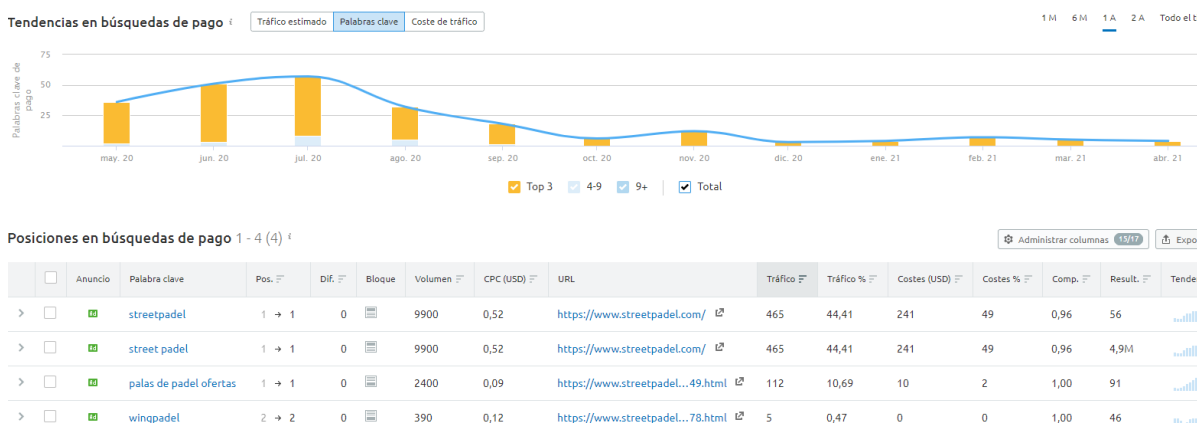 Tendencias en búsquedas de pago i Tráfico estimado Palabras clave Coste de tráfico 1 M 6 M 1 A 2 A Todo el t
Palabras clave de pago
75
50
25
may. 20 jun. 20 jul. 20 ago. 20 sep. 20 oct. 20 nov. 20 dic. 20 ene. 21 feb. 21 mar. 21 abr. 21
Top 3 4-9 9+ Total
Posiciones en búsquedas de pago 1 - 4 (4) i Administrar columnas 15/17 Expo
Anuncio Palabra clave Pos. Dif. Bloque Volumen CPC (USD) URL Tráfico Tráfico % Costes (USD) Costes % Comp. Result. Tender
Ad streetpadel 1 → 1 0 9900 0,52 https://www.streetpadel.com/ 465 44,41 241 49 0,96 56
Ad street padel 1 → 1 0 9900 0,52 https://www.streetpadel.com/ 465 44,41 241 49 0,96 4,9M
Ad palas de padel ofertas 1 → 1 0 2400 0,09 https://www.streetpadel...49.html 112 10,69 10 2 1,00 91
Ad wingpadel 2 → 2 0 390 0,12 https://www.streetpadel...78.html 5 0,47 0 0 1,00 46